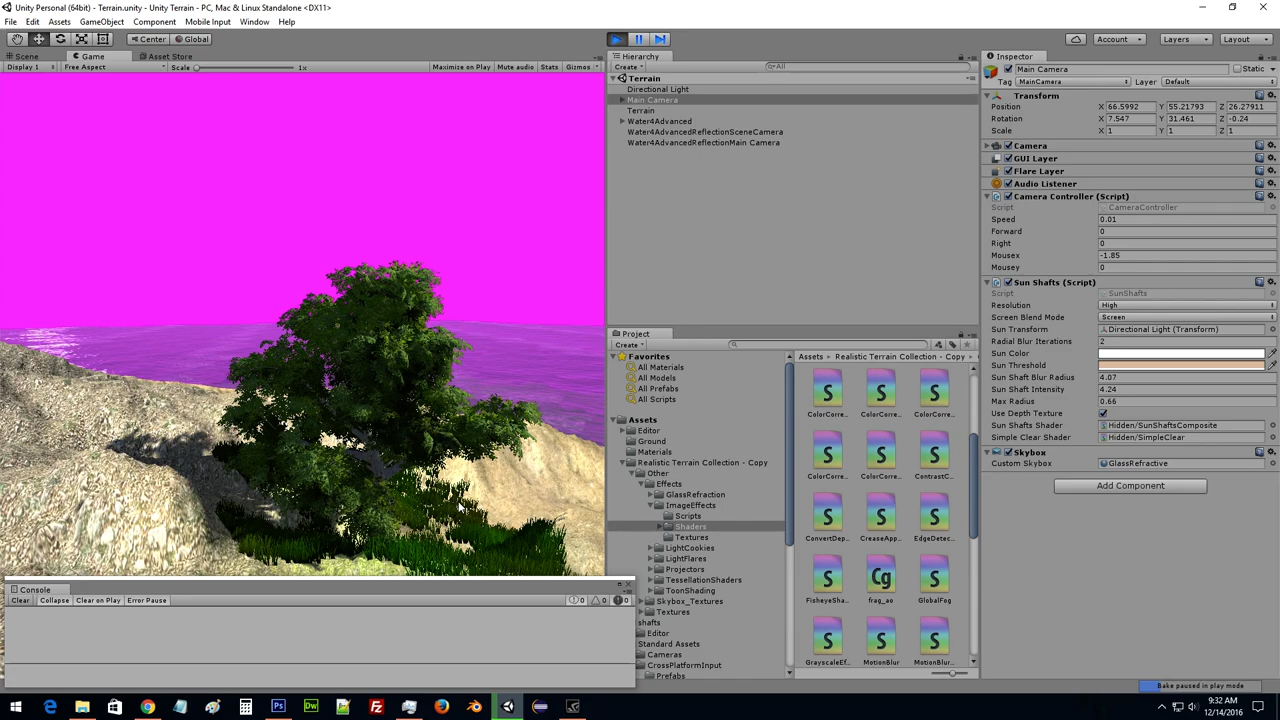 Unity Personal (64bit) - Terrain.unity - Unity Terrain - PC, Mac & Linux Standalone <DX11>
File Edit Assets GameObject Component Mobile Input Window Help
Center Global
Account Layers Layout
Scene Game Asset Store
Display 1 Free Aspect Scale 1x Maximize on Play Mute audio Stats Gizmos
Hierarchy
Create All
Terrain
Directional Light
Main Camera
Terrain
Water4Advanced
Water4AdvancedReflectionSceneCamera
Water4AdvancedReflectionMain Camera
Project
Create
Favorites
All Materials
All Models
All Prefabs
All Scripts
Assets
Editor
Ground
Materials
Realistic Terrain Collection - Copy
Other
Effects
GlassRefraction
ImageEffects
Scripts
Shaders
Textures
LightCookies
LightFlares
Projectors
TessellationShaders
ToonShading
Skybox_Textures
Textures
shafts
Editor
Standard Assets
Cameras
CrossPlatformInput
Prefabs
Assets Realistic Terrain Collection - Copy
ColorCorre... ColorCorre... ColorCorre...
ColorCorre... ColorCorre... ContrastC...
ConvertDep... CreaseApp... EdgeDetec...
Cg
FisheyeSha... frag_ao GlobalFog
GrayscaleEf... MotionBlur MotionBlur...
Inspector
Main Camera Static
Tag MainCamera Layer Default
Transform
Position X 66.5992 Y 55.21793 Z 26.27911
Rotation X 7.547 Y 31.461 Z -0.24
Scale X 1 Y 1 Z 1
Camera
GUI Layer
Flare Layer
Audio Listener
Camera Controller (Script)
Script CameraController
Speed 0.01
Forward 0
Right 0
Mousex -1.85
Mousey 0
Sun Shafts (Script)
Script SunShafts
Resolution High
Screen Blend Mode Screen
Sun Transform Directional Light (Transform)
Radial Blur Iterations 2
Sun Color
Sun Threshold
Sun Shaft Blur Radius 4.07
Sun Shaft Intensity 4.24
Max Radius 0.66
Use Depth Texture
Sun Shafts Shader Hidden/SunShaftsComposite
Simple Clear Shader Hidden/SimpleClear
Skybox
Custom Skybox GlassRefractive
Add Component
Console
Clear Collapse Clear on Play Error Pause 0 0 0
Bake paused in play mode
9:32 AM
12/14/2016